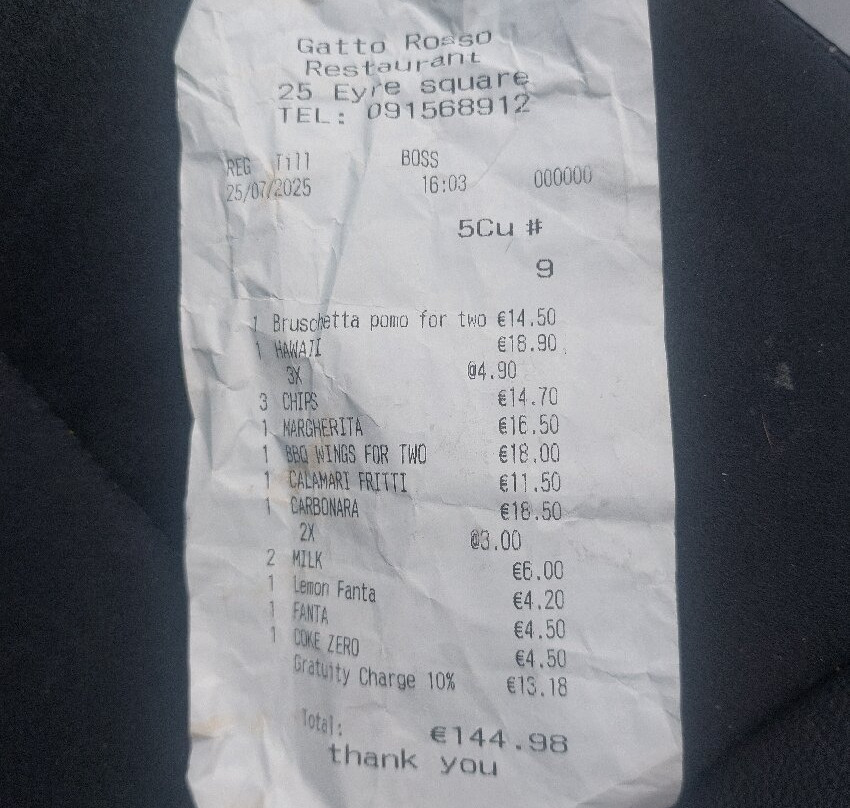 Gatto Rosso
Restaurant
25 Eyre square
TEL: 091568912
REG Till BOSS
25/07/2025 16:03 000000
5Cu #
9
1 Bruschetta pomo for two €14.50
1 HAWAII €18.90
3X @4.90
3 CHIPS €14.70
1 MARGHERITA €16.50
1 BBQ WINGS FOR TWO €18.00
1 CALAMARI FRITTI €11.50
1 CARBONARA €18.50
2X @3.00
2 MILK €6.00
1 Lemon Fanta €4.20
1 FANTA €4.50
1 COKE ZERO €4.50
Gratuity Charge 10% €13.18
Total: €144.98
thank you